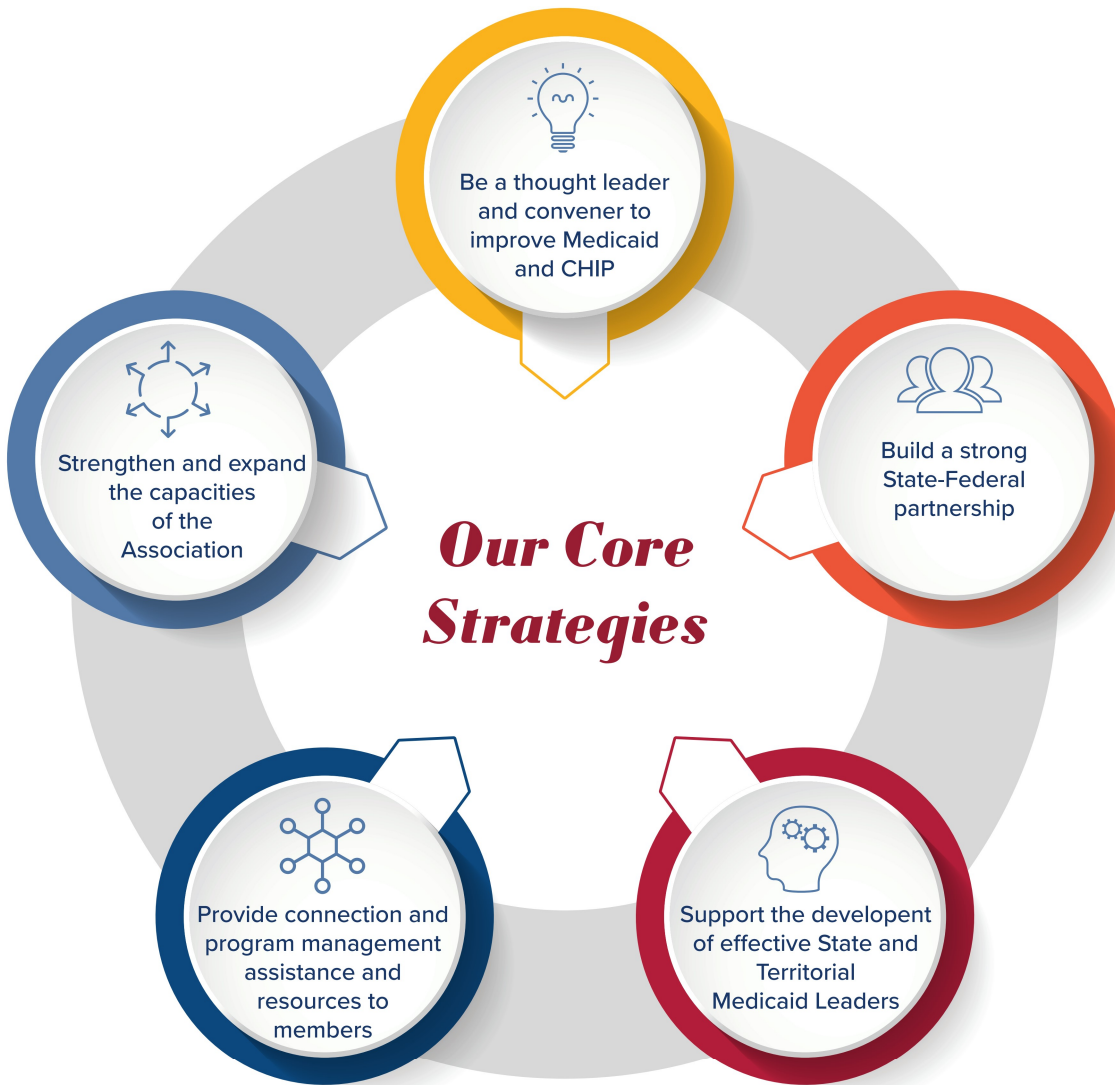 Be a thought leader
and convener to
improve Medicaid
and CHIP
Build a strong
State-Federal
partnership
Strengthen and expand
the capacities
of the
Association
Our Core
Strategies
Provide connection and
program management
assistance and
resources to
members
Support the developent
of effective State and
Territorial
Medicaid Leaders